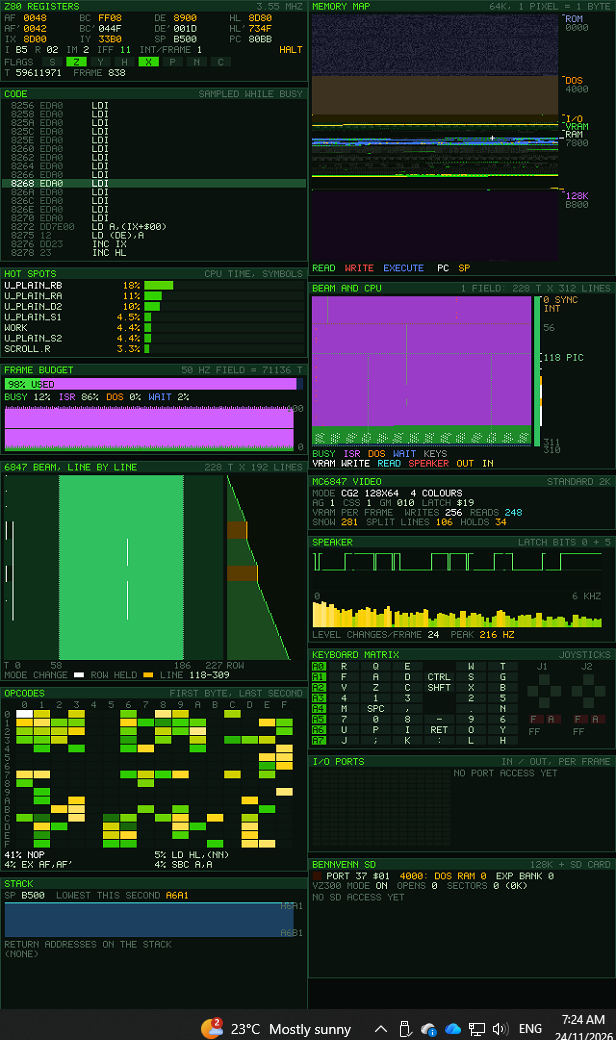 Z80 REGISTERS 3.55 MHZ
AF 0048 BC FF08 DE 8900 HL 8D80
AF' 0042 BC' 044F DE' 001D HL' 734F
IX 8D00 IY 33B0 SP B500 PC 80BB
I B5 R 02 IM 2 IFF 11 INT/FRAME 1 HALT
FLAGS S Z Y H X P N C
T 59611971 FRAME 838
CODE SAMPLED WHILE BUSY
8256 EDA0 LDI
8258 EDA0 LDI
825A EDA0 LDI
825C EDA0 LDI
825E EDA0 LDI
8260 EDA0 LDI
8262 EDA0 LDI
8264 EDA0 LDI
8266 EDA0 LDI
8268 EDA0 LDI
826A EDA0 LDI
826C EDA0 LDI
826E EDA0 LDI
8270 EDA0 LDI
8272 DD7E00 LD A,(IX+$00)
8275 12 LD (DE),A
8276 DD23 INC IX
8278 23 INC HL
HOT SPOTS CPU TIME, SYMBOLS
U_PLAIN_RB 18%
U_PLAIN_RA 11%
U_PLAIN_D2 10%
U_PLAIN_S1 4.5%
WORK 4.4%
U_PLAIN_S2 4.4%
SCROLL.R 3.3%
FRAME BUDGET 50 HZ FIELD = 71136 T
98% USED
BUSY 12% ISR 86% DOS 0% WAIT 2%
0
6847 BEAM, LINE BY LINE 228 T X 192 LINES
T 0 58 186 227 ROW
MODE CHANGE ROW HELD LINE 118-309
OPCODES FIRST BYTE, LAST SECOND
0 1 2 3 4 5 6 7 8 9 A B C D E F
0
1
2
3
4
5
6
7
8
9
A
B
C
D
E
F
41% NOP 5% LD HL,(NN)
4% EX AF,AF' 4% SBC A,A
STACK
SP B500 LOWEST THIS SECOND A6A1
A6B1
RETURN ADDRESSES ON THE STACK
(NONE)
MEMORY MAP 64K, 1 PIXEL = 1 BYTE
ROM
0000
DOS
4000
I/O
VRAM
RAM
7800
128K
B800
READ WRITE EXECUTE PC SP
BEAM AND CPU 1 FIELD: 228 T X 312 LINES
0 SYNC
INT
56
118 PIC
311
310
BUSY ISR DOS WAIT KEYS
VRAM WRITE READ SPEAKER OUT IN
MC6847 VIDEO STANDARD 2K
MODE CG2 128X64 4 COLOURS
AG 1 CSS 1 GM 010 LATCH $19
VRAM PER FRAME WRITES 256 READS 248
SNOW 281 SPLIT LINES 106 HOLDS 34
SPEAKER LATCH BITS 0 + 5
0 6 KHZ
LEVEL CHANGES/FRAME 24 PEAK 216 HZ
KEYBOARD MATRIX JOYSTICKS
A0 R Q E W T J1 J2
A1 F A D CTRL S G
A2 V Z C SHFT X B
A3 4 1 3 2 5
A4 M SPC , . N
A5 7 0 8 - 9 6 F A F A
A6 U P I RET O Y FF FF
A7 J ; K : L H
I/O PORTS IN / OUT, PER FRAME
NO PORT ACCESS YET
BENNVENN SD 128K + SD CARD
PORT 37 $01 4000: DOS RAM 0 EXP BANK 0
VZ300 MODE ON OPENS 0 SECTORS 0 (0K)
NO SD ACCESS YET
2
23°C Mostly sunny
ENG
7:24 AM
24/11/2026